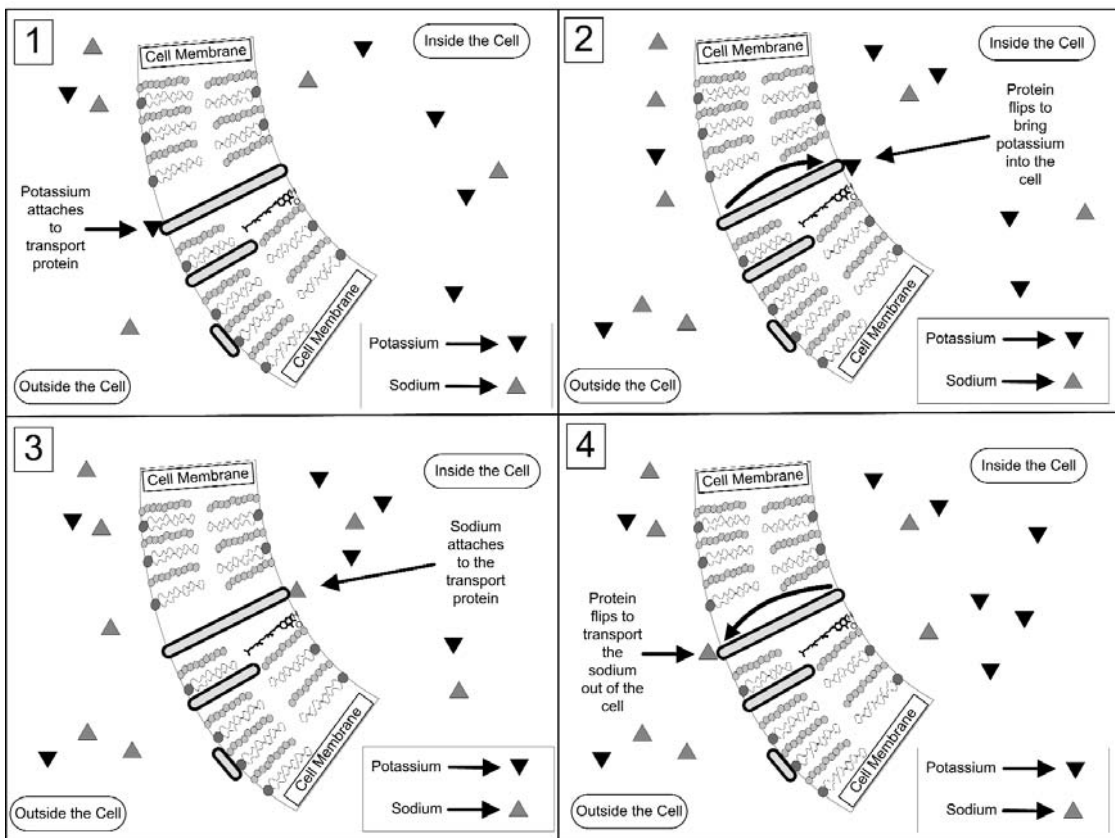 1
Cell Membrane
Inside the Cell
Potassium
attaches
to
transport
protein
Cell Membrane
Potassium
Sodium
Outside the Cell
2
Cell Membrane
Inside the Cell
Protein
flips to
bring
potassium
into the
cell
Cell Membrane
Potassium
Sodium
Outside the Cell
3
Cell Membrane
Inside the Cell
Sodium
attaches
to the
transport
protein
Cell Membrane
Potassium
Sodium
Outside the Cell
4
Cell Membrane
Inside the Cell
Protein
flips to
transport
the
sodium
out of the
cell
Cell Membrane
Potassium
Sodium
Outside the Cell